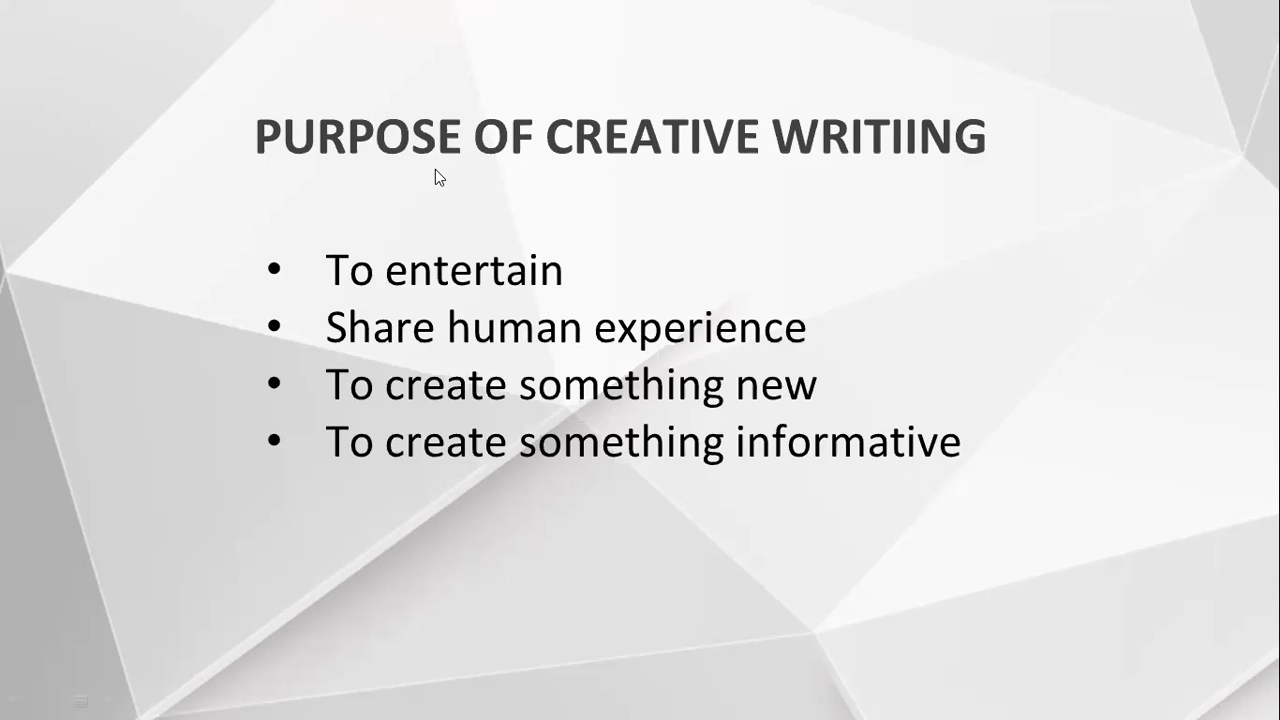 PURPOSE OF CREATIVE WRITIING
• To entertain
• Share human experience
• To create something new
• To create something informative